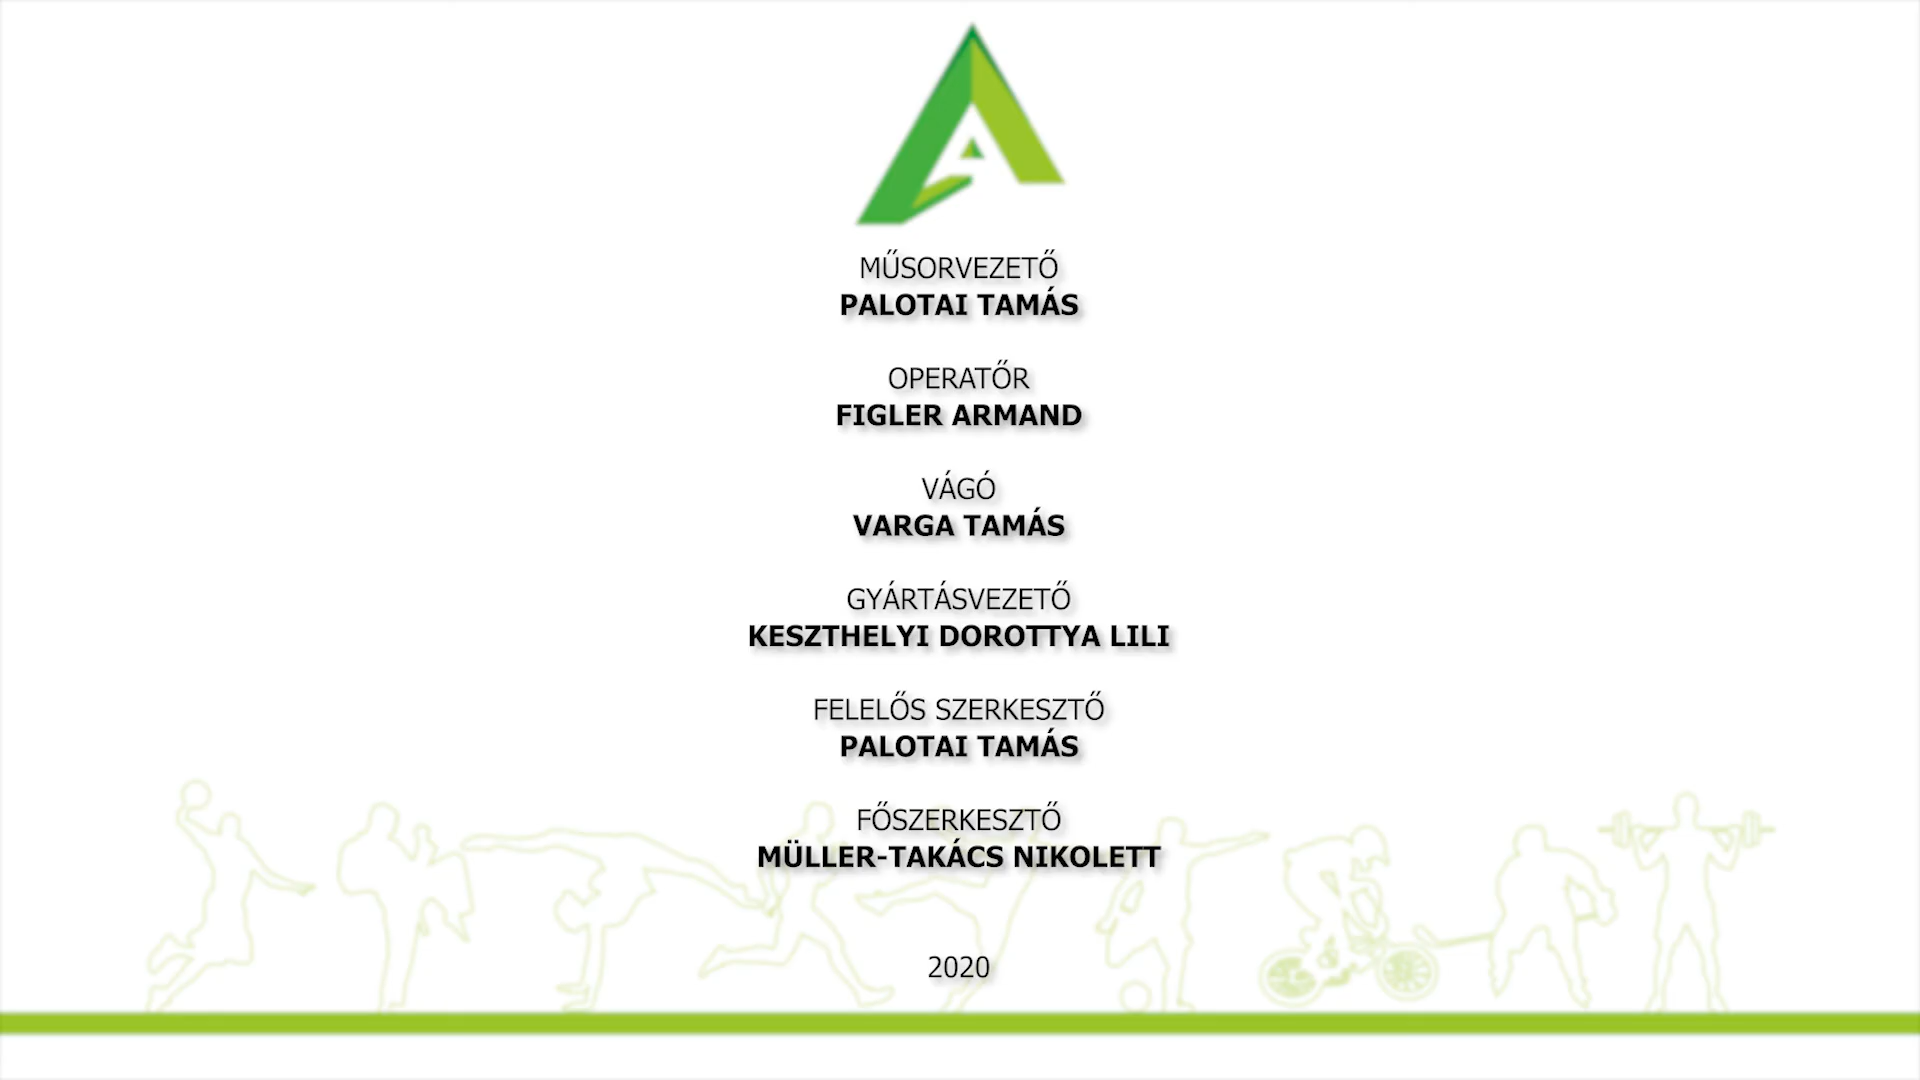 MŰSORVEZETŐ
PALOTAI TAMÁS
OPERATŐR
FIGLER ARMAND
VÁGÓ
VARGA TAMÁS
GYÁRTÁSVEZETŐ
KESZTHELYI DOROTTYA LILI
FELELŐS SZERKESZTŐ
PALOTAI TAMÁS
FŐSZERKESZTŐ
MÜLLER-TAKÁCS NIKOLETT
2020